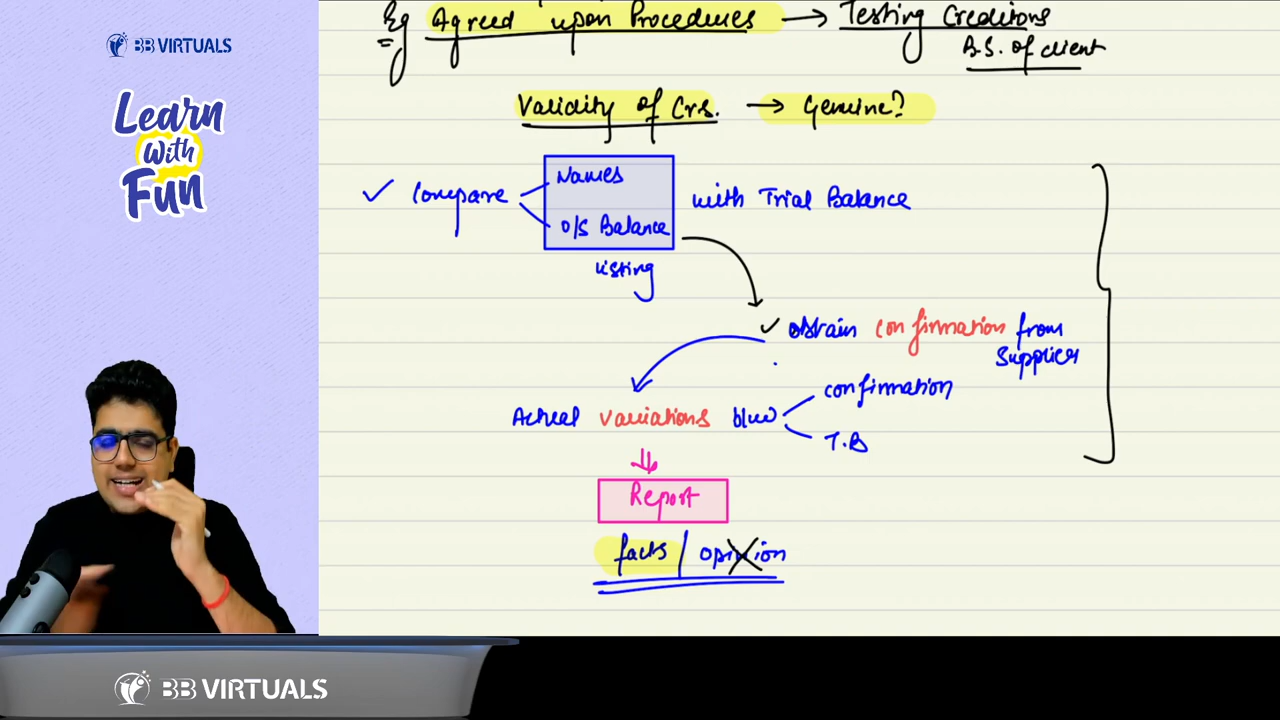 BB VIRTUALS
Learn
With
Fun
Eg Agreed upon Procedures → Testing Creditors
B.S. of client
Validity of Crs. → Genuine?
✓ Compare Names with Trial Balance
O/S Balance
Listing
✓ obtain confirmation from
Supplier
Actual variations b/w confirmation
T.B
Report
facts / opinion
BB VIRTUALS